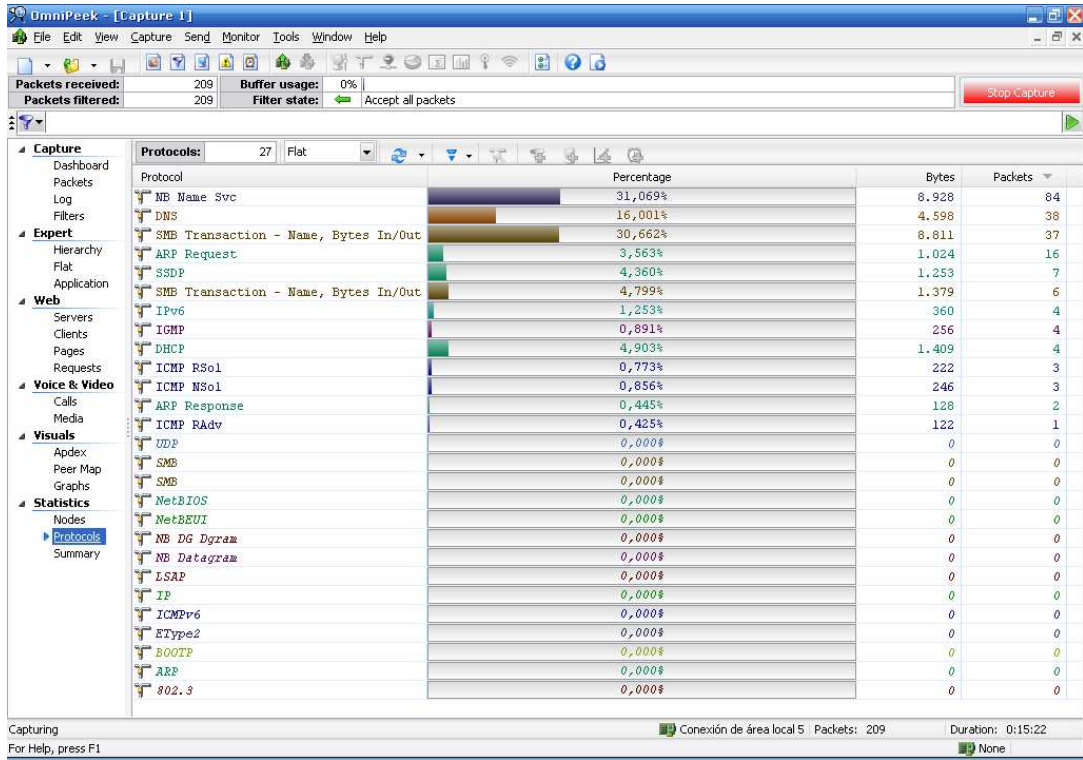 OmniPeek - [Capture 1]
File Edit View Capture Send Monitor Tools Window Help
Packets received: 209 Buffer usage: 0%
Packets filtered: 209 Filter state: Accept all packets
Stop Capture
Capture
Dashboard
Packets
Log
Filters
Expert
Hierarchy
Flat
Application
Web
Servers
Clients
Pages
Requests
Voice & Video
Calls
Media
Visuals
Apdex
Peer Map
Graphs
Statistics
Nodes
Protocols
Summary
Protocols: 27 Flat
Protocol Percentage Bytes Packets
NB Name Svc 31,069% 8.928 84
DNS 16,001% 4.598 38
SMB Transaction - Name, Bytes In/Out 30,662% 8.811 37
ARP Request 3,563% 1.024 16
SSDP 4,360% 1.253 7
SMB Transaction - Name, Bytes In/Out 4,799% 1.379 6
IPv6 1,253% 360 4
IGMP 0,891% 256 4
DHCP 4,903% 1.409 4
ICMP RSol 0,773% 222 3
ICMP NSol 0,856% 246 3
ARP Response 0,445% 128 2
ICMP RAdv 0,425% 122 1
UDP 0,000% 0 0
SMB 0,000% 0 0
SMB 0,000% 0 0
NetBIOS 0,000% 0 0
NetBEUI 0,000% 0 0
NB DG Dgram 0,000% 0 0
NB Datagram 0,000% 0 0
LSAP 0,000% 0 0
IP 0,000% 0 0
ICMPv6 0,000% 0 0
EType2 0,000% 0 0
BOOTP 0,000% 0 0
ARP 0,000% 0 0
802.3 0,000% 0 0
Capturing Conexión de área local 5 Packets: 209 Duration: 0:15:22
For Help, press F1 None